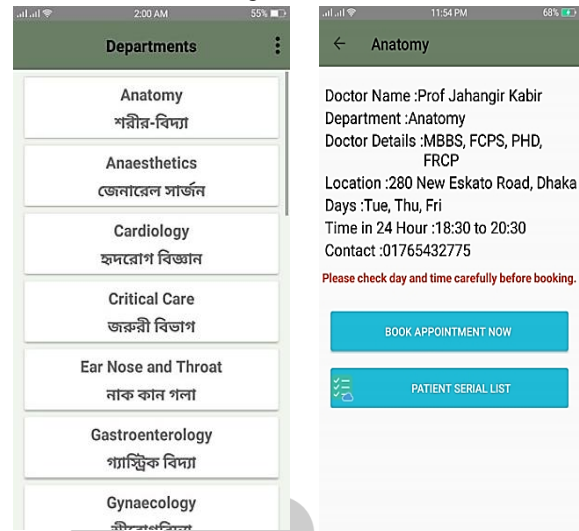 2:00 AM
55%
Departments
Anatomy
শরীর-বিদ্যা
Anaesthetics
জেনারেল সার্জন
Cardiology
হৃদরোগ বিজ্ঞান
Critical Care
জরুরী বিভাগ
Ear Nose and Throat
নাক কান গলা
Gastroenterology
গ্যাস্ট্রিক বিদ্যা
Gynaecology
11:54 PM
68%
Anatomy
Doctor Name :Prof Jahangir Kabir
Department :Anatomy
Doctor Details :MBBS, FCPS, PHD,
FRCP
Location :280 New Eskato Road, Dhaka
Days :Tue, Thu, Fri
Time in 24 Hour :18:30 to 20:30
Contact :01765432775
Please check day and time carefully before booking.
BOOK APPOINTMENT NOW
PATIENT SERIAL LIST